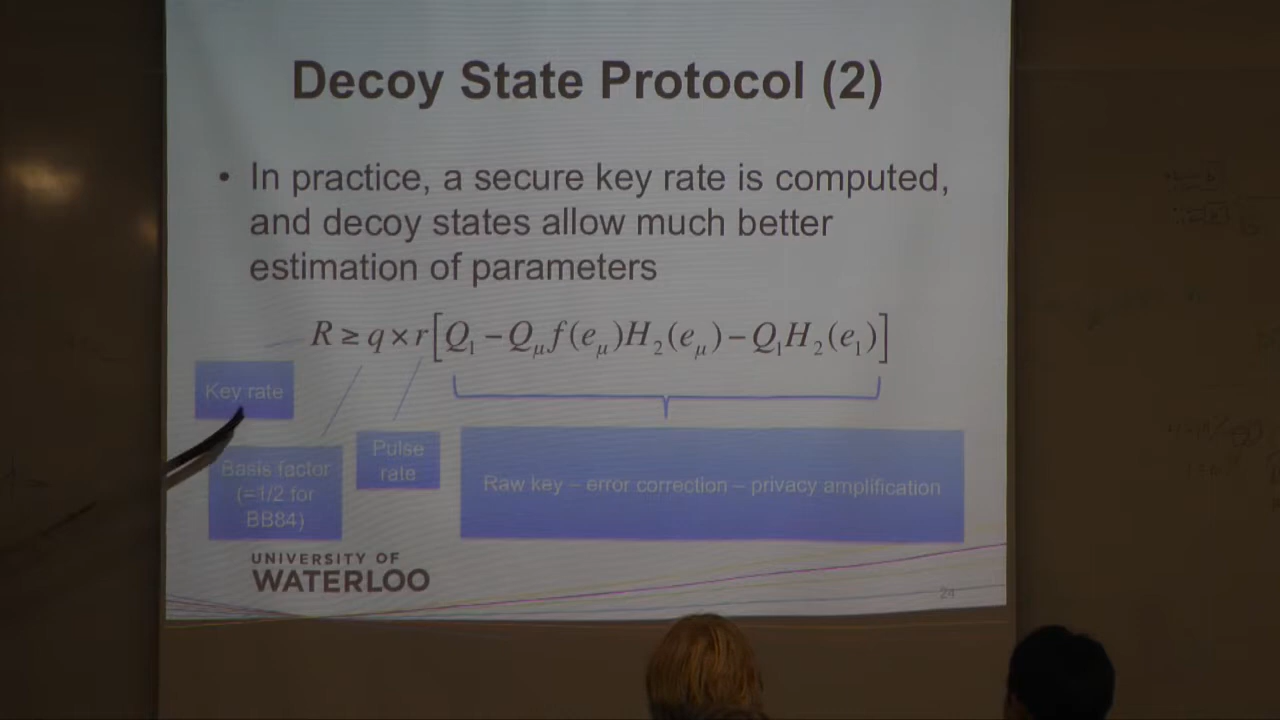 Decoy State Protocol (2)
• In practice, a secure key rate is computed,
and decoy states allow much better
estimation of parameters
R ≥ q × r[Q₁ − Q_μ f(e_μ)H₂(e_μ) − Q₁H₂(e₁)]
Key rate
Basis factor
(=1/2 for
BB84)
Pulse
rate
Raw key – error correction – privacy amplification
UNIVERSITY OF
WATERLOO
24